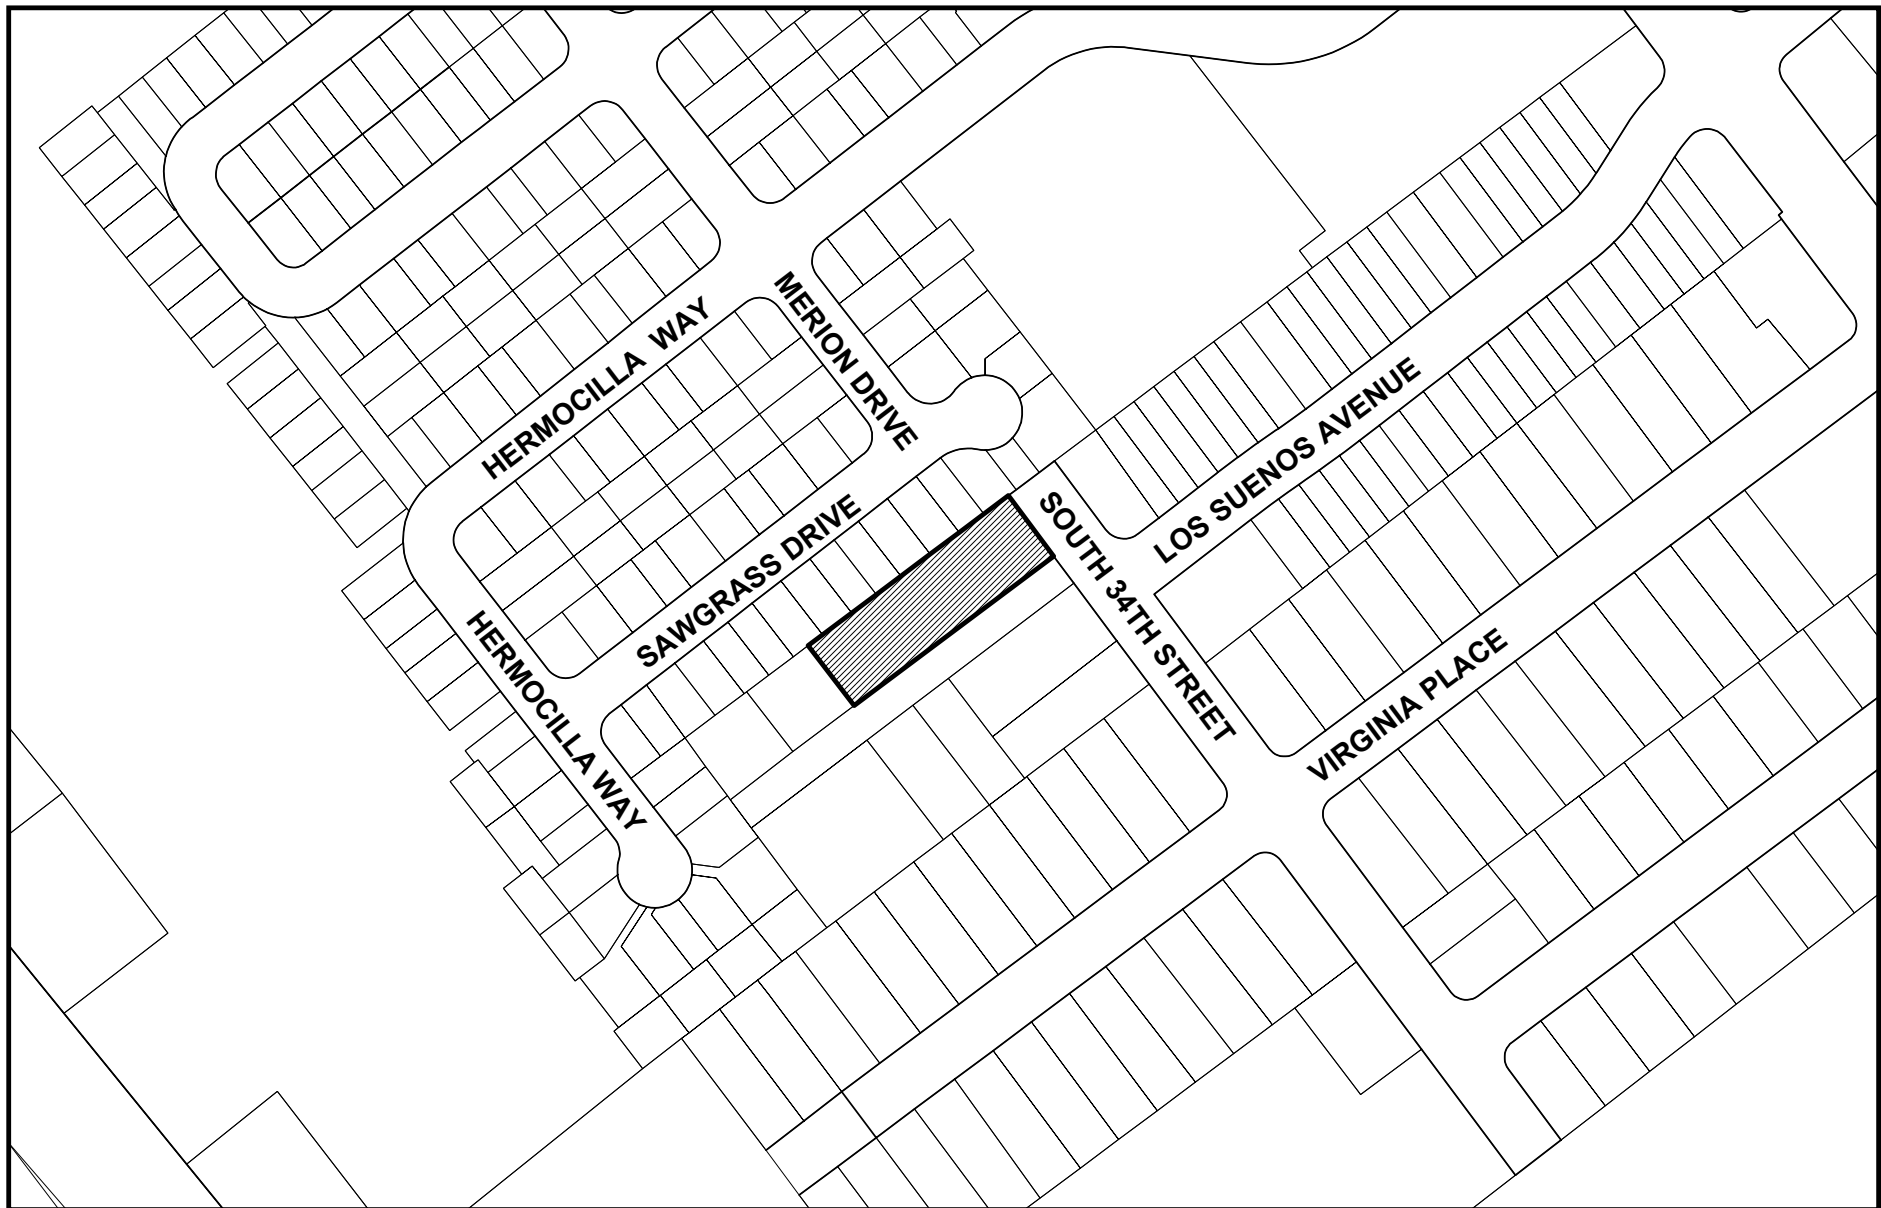 MERION DRIVE
HERMOCILLA WAY
LOS SUENOS AVENUE
SAWGRASS DRIVE
SOUTH 34TH STREET
HERMOCILLA WAY
VIRGINIA PLACE